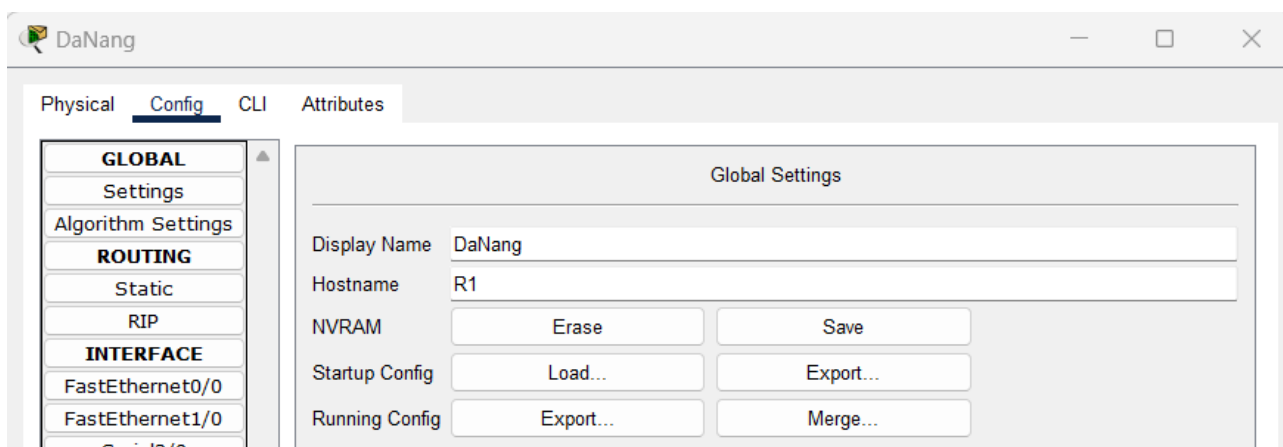 DaNang
Physical Config CLI Attributes
GLOBAL
Settings
Algorithm Settings
ROUTING
Static
RIP
INTERFACE
FastEthernet0/0
FastEthernet1/0
Global Settings
Display Name DaNang
Hostname R1
NVRAM Erase Save
Startup Config Load... Export...
Running Config Export... Merge...